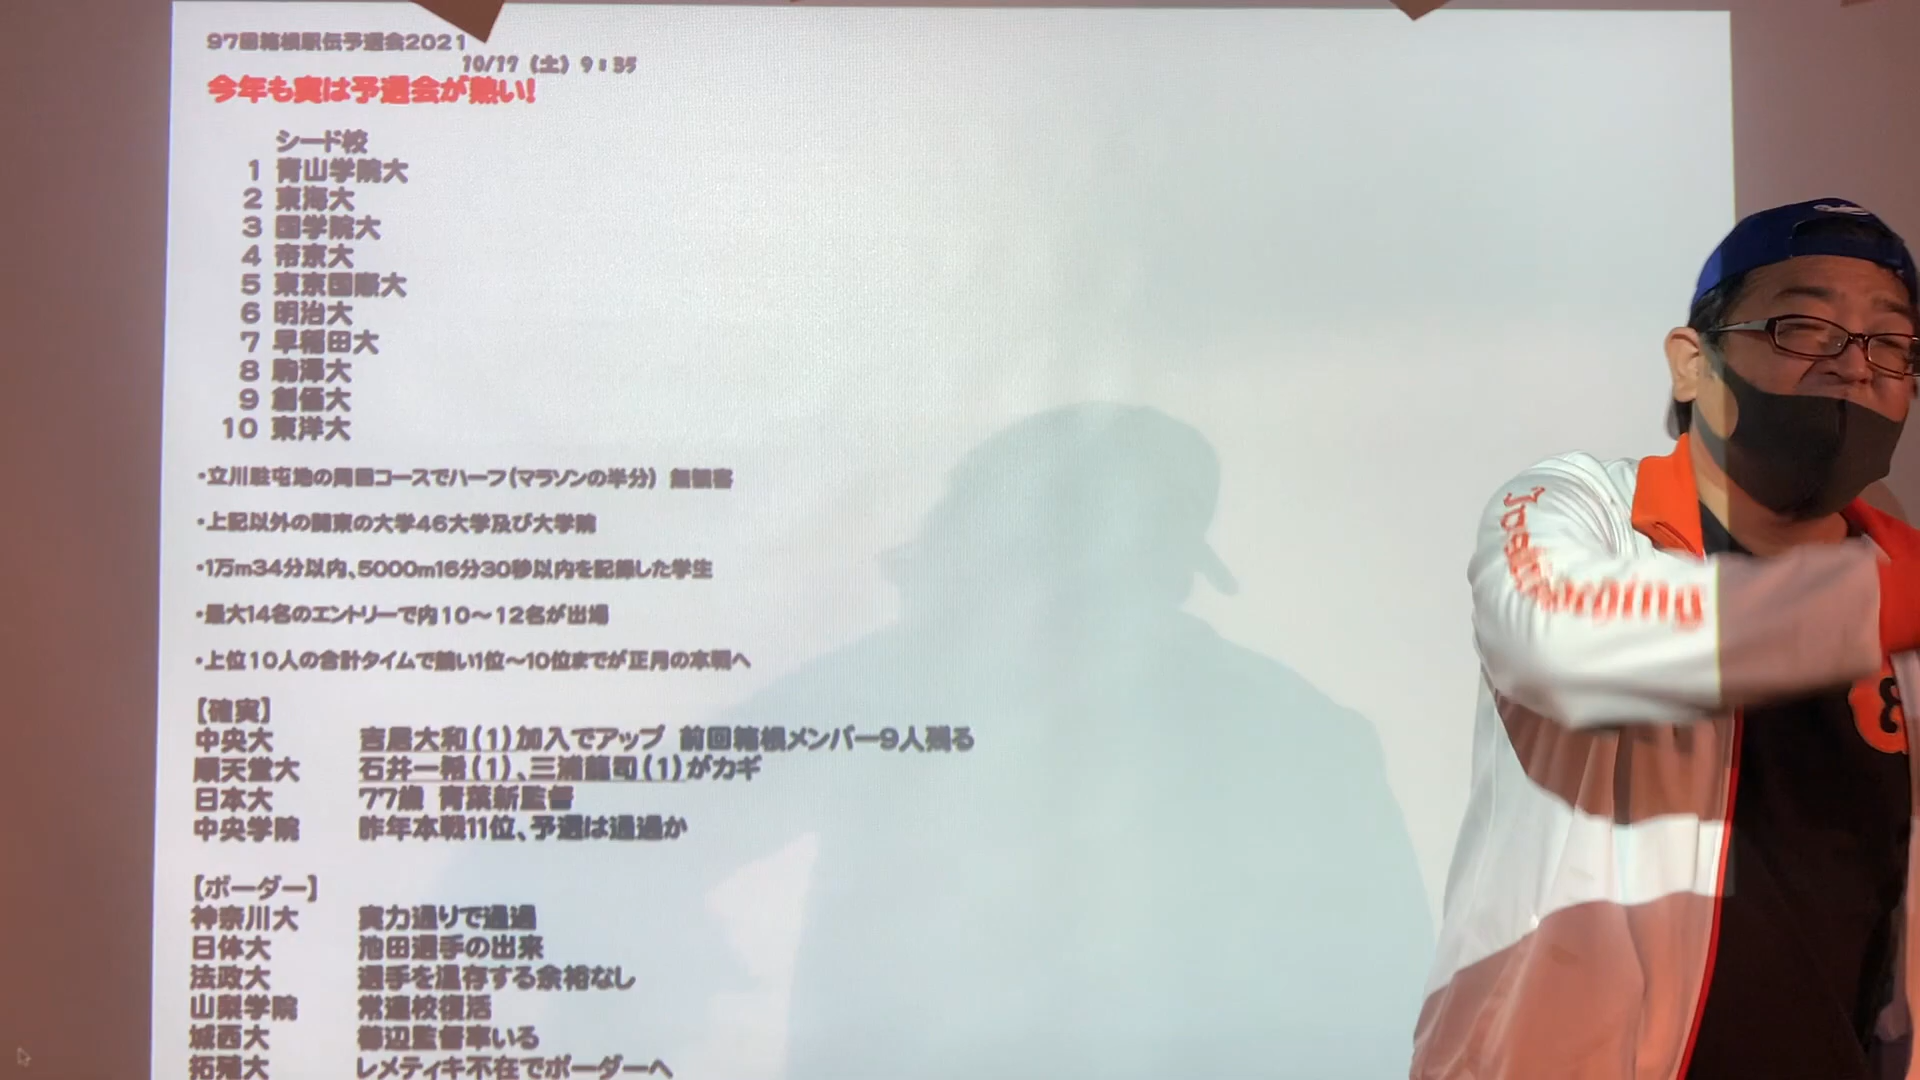 97回箱根駅伝予選会2021
10/17（土）9：35
今年も実は予選会が熱い！
シード校
1 青山学院大
2 東海大
3 国学院大
4 帝京大
5 東京国際大
6 明治大
7 早稲田大
8 駒澤大
9 創価大
10 東洋大
・立川駐屯地の周回コースでハーフ（マラソンの半分） 無観客
・上記以外の関東の大学46大学及び大学院
・1万m34分以内、5000m16分30秒以内を記録した学生
・最大14名のエントリーで内10～12名が出場
・上位10人の合計タイムで競い1位～10位までが正月の本戦へ
【確実】
中央大 吉居大和（1）加入でアップ 前回箱根メンバー9人残る
順天堂大 石井一希（1）、三浦龍司（1）がカギ
日本大 77歳 青葉新監督
中央学院 昨年本戦11位、予選は通過か
【ボーダー】
神奈川大 実力通りで通過
日体大 池田選手の出来
法政大 選手を温存する余裕なし
山梨学院 常連校復活
城西大 櫛辺監督率いる
拓殖大 レメティキ不在でボーダーへ
&